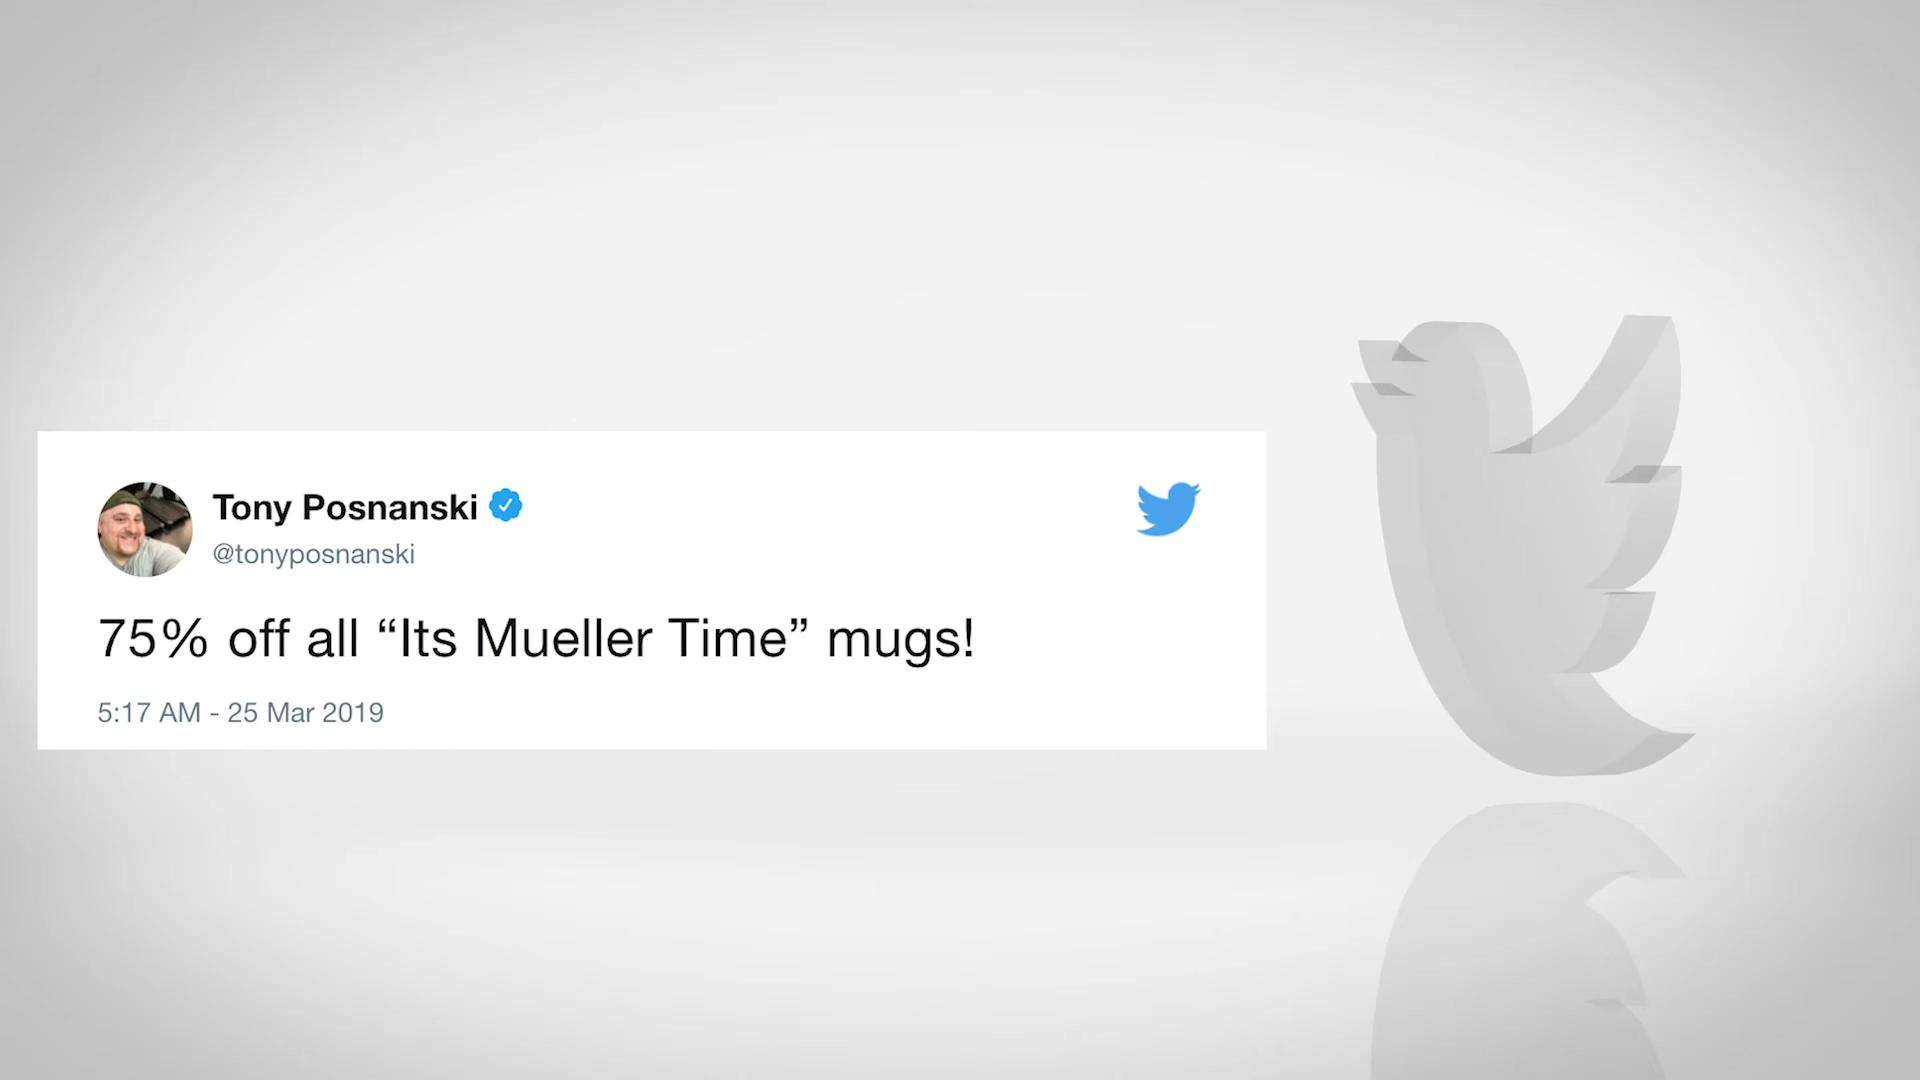 Tony Posnanski
@tonyposnanski
75% off all “Its Mueller Time” mugs!
5:17 AM - 25 Mar 2019